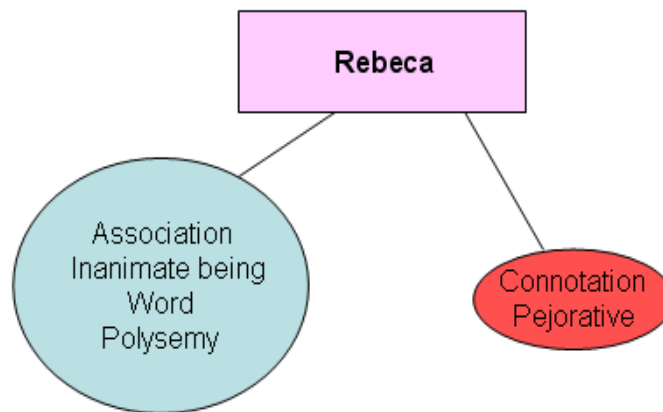 Rebeca
Association
Inanimate being
Word
Polysemy
Connotation
Pejorative